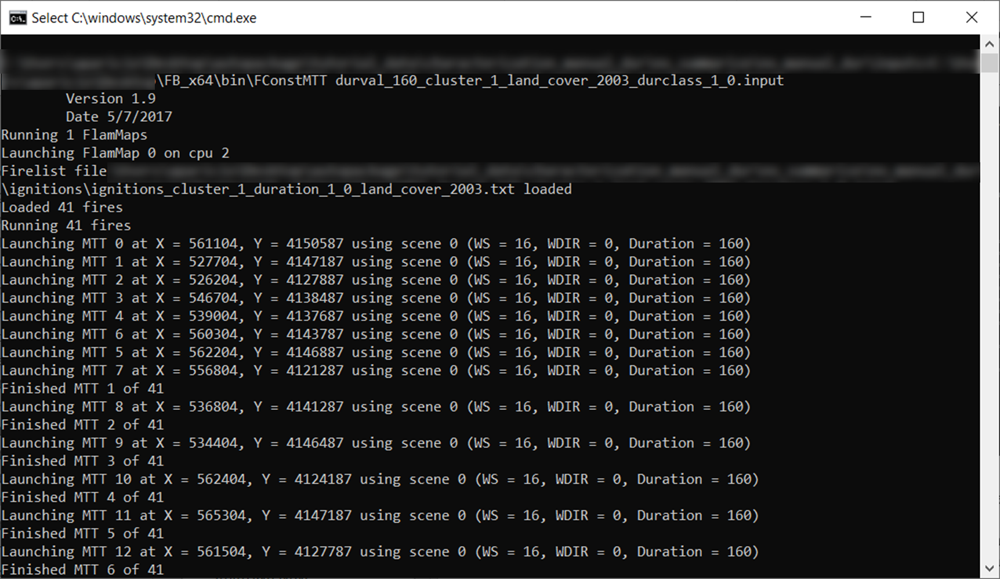 Select C:\windows\system32\cmd.exe
\FB_x64\bin\FConstMTT durval_160_cluster_1_land_cover_2003_durclass_1_0.input
Version 1.9
Date 5/7/2017
Running 1 FlamMaps
Launching FlamMap 0 on cpu 2
Firelist file
\ignitions\ignitions_cluster_1_duration_1_0_land_cover_2003.txt loaded
Loaded 41 fires
Running 41 fires
Launching MTT 0 at X = 561104, Y = 4150587 using scene 0 (WS = 16, WDIR = 0, Duration = 160)
Launching MTT 1 at X = 527704, Y = 4147187 using scene 0 (WS = 16, WDIR = 0, Duration = 160)
Launching MTT 2 at X = 526204, Y = 4127887 using scene 0 (WS = 16, WDIR = 0, Duration = 160)
Launching MTT 3 at X = 546704, Y = 4138487 using scene 0 (WS = 16, WDIR = 0, Duration = 160)
Launching MTT 4 at X = 539004, Y = 4137687 using scene 0 (WS = 16, WDIR = 0, Duration = 160)
Launching MTT 6 at X = 560304, Y = 4143787 using scene 0 (WS = 16, WDIR = 0, Duration = 160)
Launching MTT 5 at X = 562204, Y = 4146887 using scene 0 (WS = 16, WDIR = 0, Duration = 160)
Launching MTT 7 at X = 556804, Y = 4121287 using scene 0 (WS = 16, WDIR = 0, Duration = 160)
Finished MTT 1 of 41
Launching MTT 8 at X = 536804, Y = 4141287 using scene 0 (WS = 16, WDIR = 0, Duration = 160)
Finished MTT 2 of 41
Launching MTT 9 at X = 534404, Y = 4146487 using scene 0 (WS = 16, WDIR = 0, Duration = 160)
Finished MTT 3 of 41
Launching MTT 10 at X = 562404, Y = 4124187 using scene 0 (WS = 16, WDIR = 0, Duration = 160)
Finished MTT 4 of 41
Launching MTT 11 at X = 565304, Y = 4147187 using scene 0 (WS = 16, WDIR = 0, Duration = 160)
Finished MTT 5 of 41
Launching MTT 12 at X = 561504, Y = 4127787 using scene 0 (WS = 16, WDIR = 0, Duration = 160)
Finished MTT 6 of 41